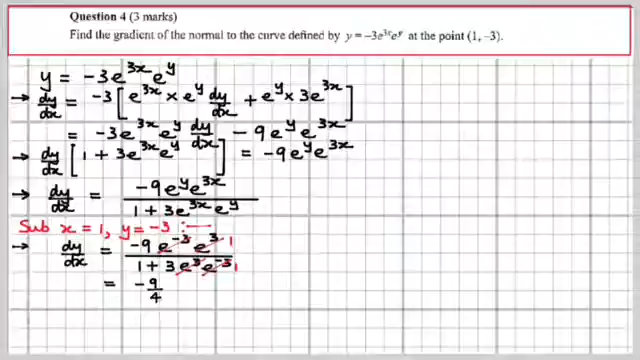 Question 4 (3 marks)
Find the gradient of the normal to the curve defined by y = −3e^{3x}e^y at the point (1, −3).
y = -3e^{3x} e^y
→ dy/dx = -3 [ e^{3x} × e^y dy/dx + e^y × 3e^{3x} ]
= -3e^{3x} e^y dy/dx - 9e^y e^{3x}
→ dy/dx [ 1 + 3e^{3x} e^y ] = -9e^y e^{3x}
→ dy/dx = -9e^y e^{3x} / 1 + 3e^{3x} e^y
Sub x = 1, y = -3 :-
→ dy/dx = -9 e^{-3} e^3 1 / 1 + 3 e^3 e^{-3} 1
= -9/4